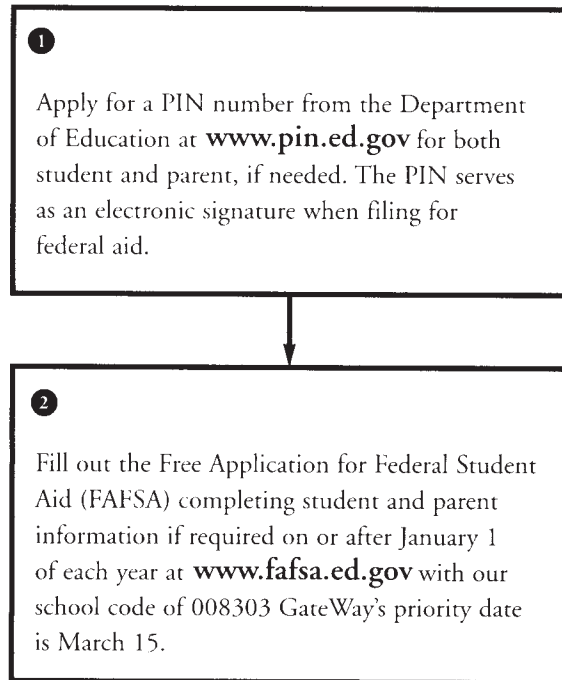 1
Apply for a PIN number from the Department
of Education at www.pin.ed.gov for both
student and parent, if needed. The PIN serves
as an electronic signature when filing for
federal aid.
2
Fill out the Free Application for Federal Student
Aid (FAFSA) completing student and parent
information if required on or after January 1
of each year at www.fafsa.ed.gov with our
school code of 008303 GateWay's priority date
is March 15.